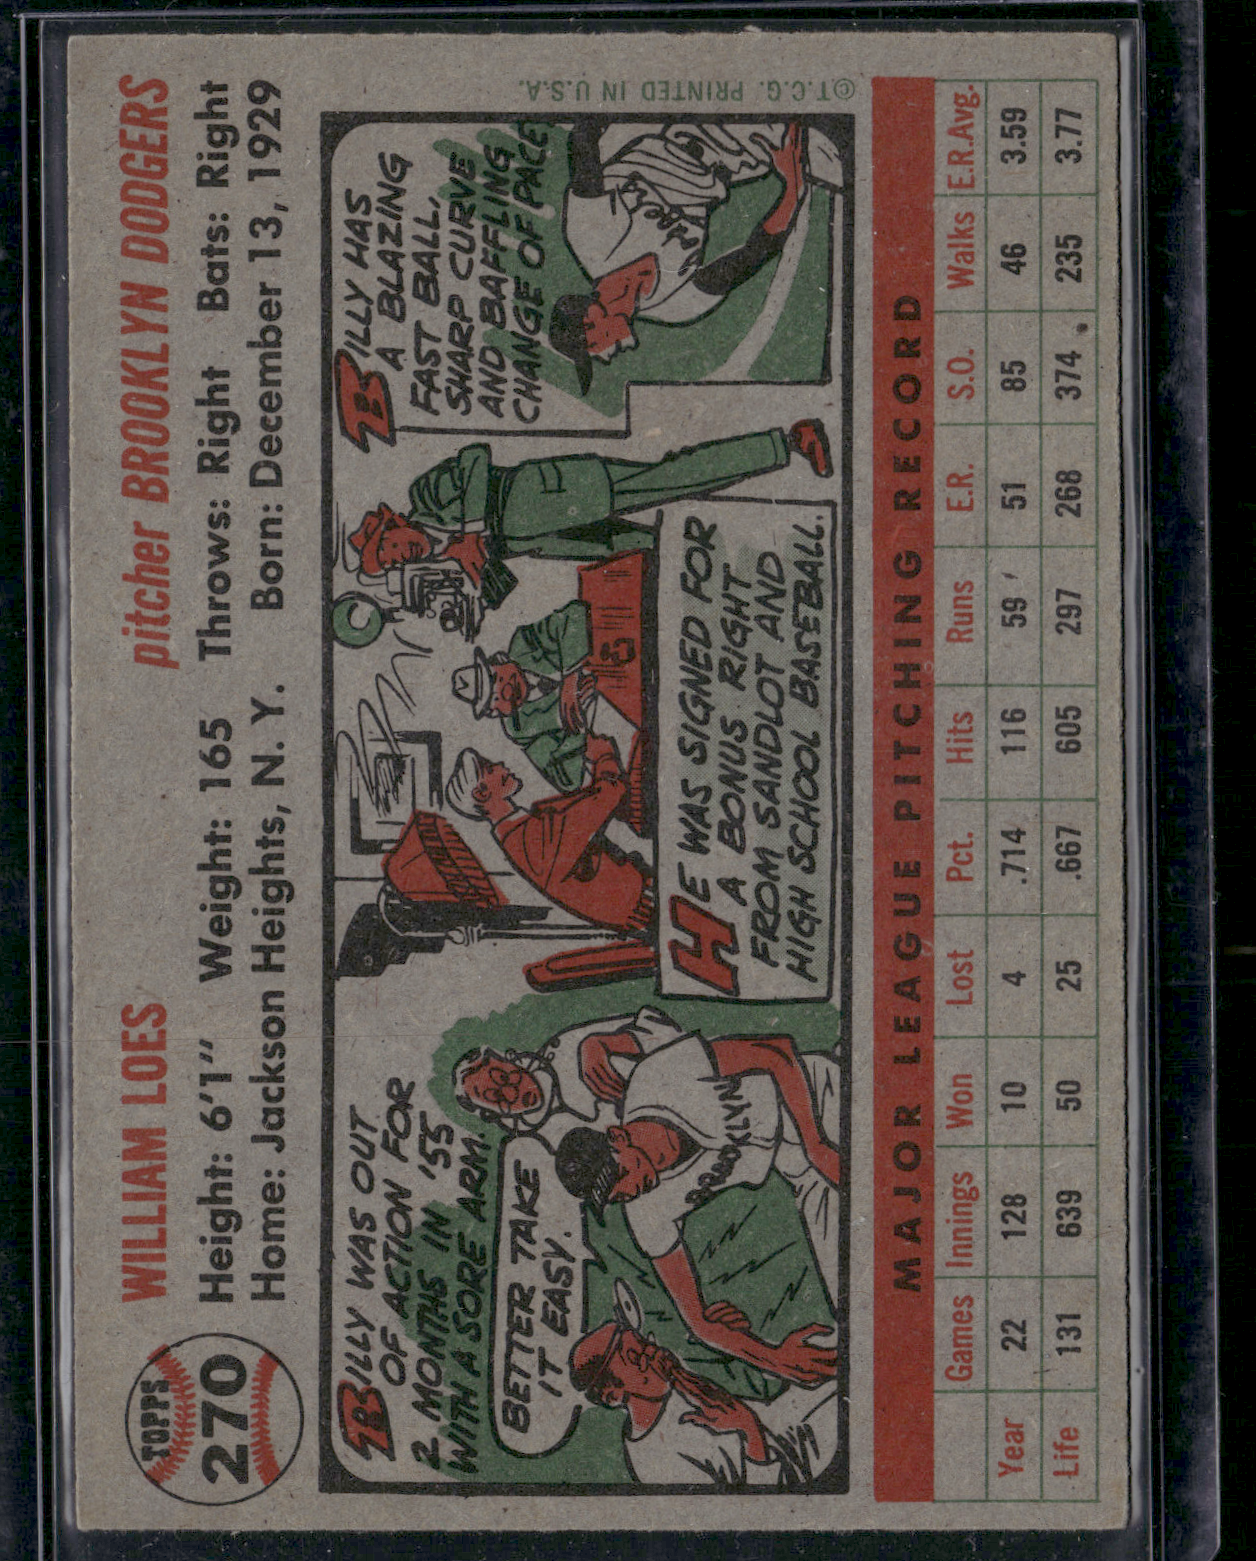 TOPPS
270
WILLIAM LOES
pitcher BROOKLYN DODGERS
Height: 6'1" Weight: 165 Throws: Right Bats: Right
Home: Jackson Heights, N. Y. Born: December 13, 1929
BILLY WAS OUT
OF ACTION FOR
2 MONTHS IN '55
WITH A SORE ARM.
BETTER TAKE
IT EASY.
BROOKLYN
HE WAS SIGNED FOR
A BONUS RIGHT
FROM SANDLOT AND
HIGH SCHOOL BASEBALL.
BILLY HAS
A BLAZING
FAST BALL,
SHARP CURVE
AND BAFFLING
CHANGE OF PACE
© T.C.G. PRINTED IN U.S.A.
MAJOR LEAGUE PITCHING RECORD
Games Innings Won Lost Pct. Hits Runs E.R. S.O. Walks E.R.Avg.
Year 22 128 10 4 .714 116 59 51 85 46 3.59
Life 131 639 50 25 .667 605 297 268 374 235 3.77